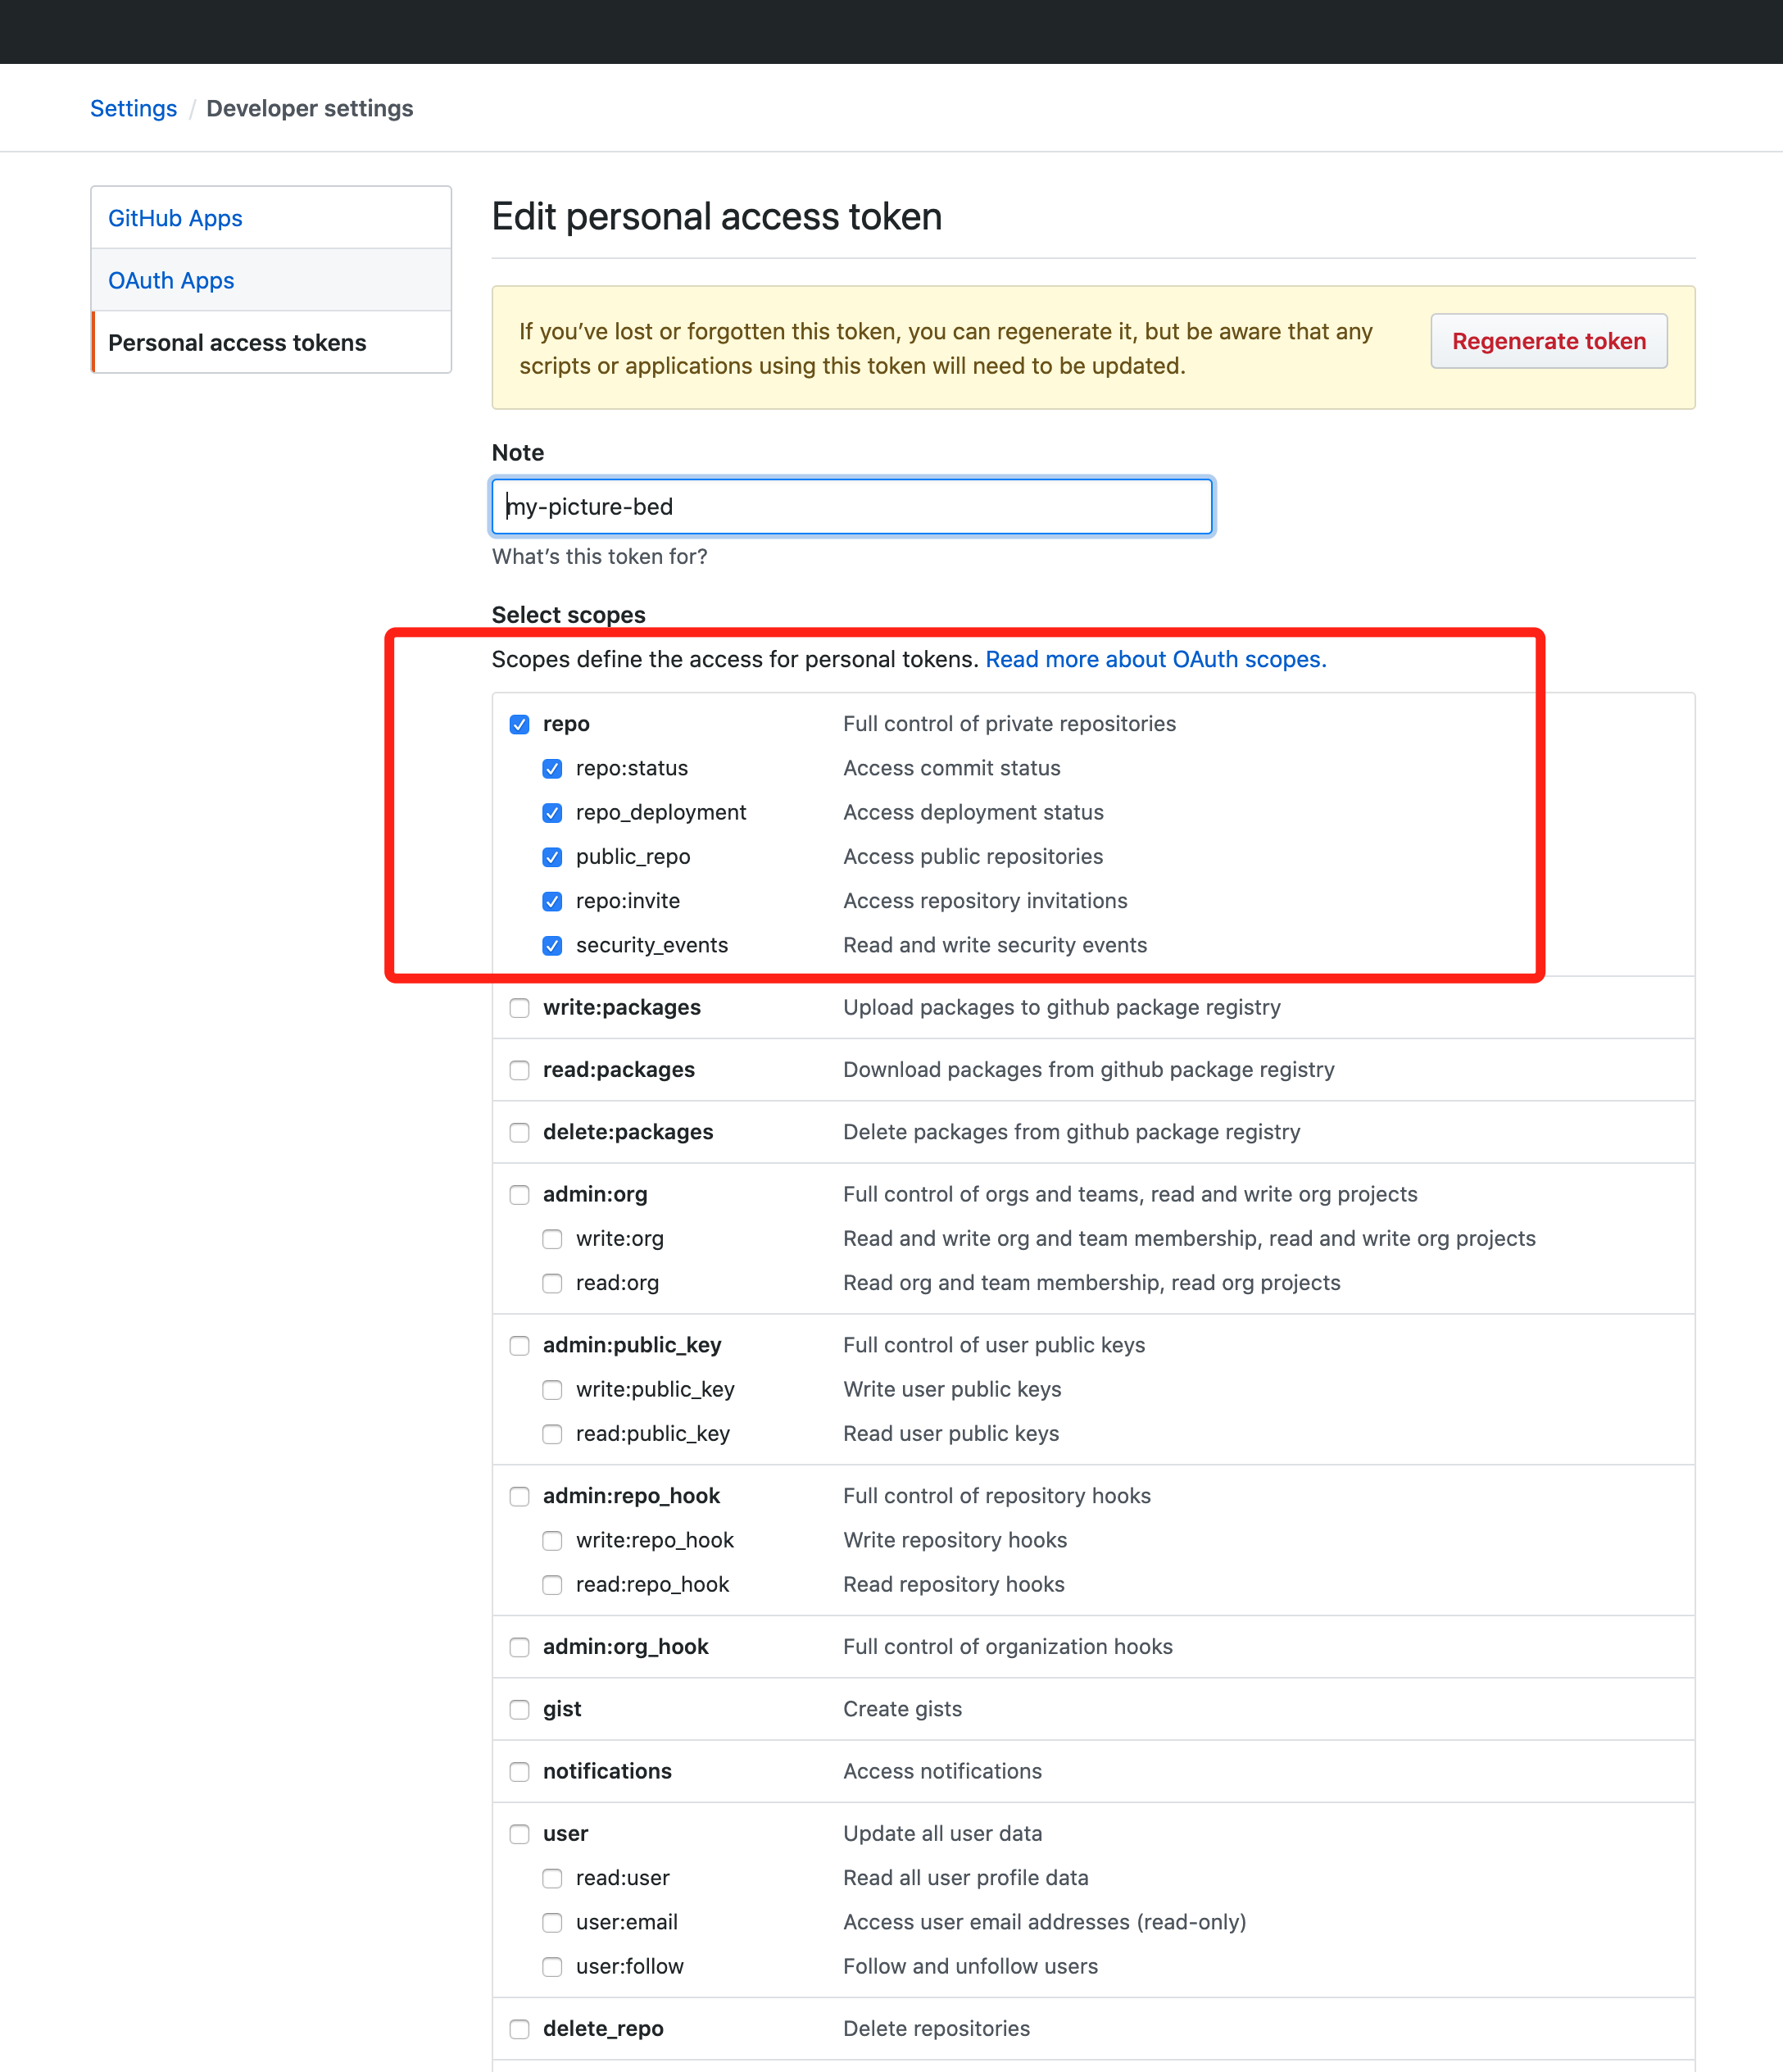 Settings / Developer settings
GitHub Apps
OAuth Apps
Personal access tokens
Edit personal access token
If you’ve lost or forgotten this token, you can regenerate it, but be aware that any
scripts or applications using this token will need to be updated.
Regenerate token
Note
my-picture-bed
What’s this token for?
Select scopes
Scopes define the access for personal tokens. Read more about OAuth scopes.
repo Full control of private repositories
repo:status Access commit status
repo_deployment Access deployment status
public_repo Access public repositories
repo:invite Access repository invitations
security_events Read and write security events
write:packages Upload packages to github package registry
read:packages Download packages from github package registry
delete:packages Delete packages from github package registry
admin:org Full control of orgs and teams, read and write org projects
write:org Read and write org and team membership, read and write org projects
read:org Read org and team membership, read org projects
admin:public_key Full control of user public keys
write:public_key Write user public keys
read:public_key Read user public keys
admin:repo_hook Full control of repository hooks
write:repo_hook Write repository hooks
read:repo_hook Read repository hooks
admin:org_hook Full control of organization hooks
gist Create gists
notifications Access notifications
user Update all user data
read:user Read all user profile data
user:email Access user email addresses (read-only)
user:follow Follow and unfollow users
delete_repo Delete repositories